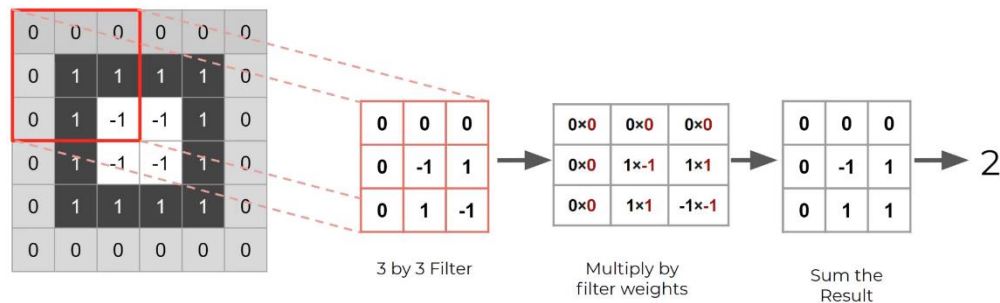 0 0 0 0 0 0
0 1 1 1 1 0
0 1 -1 -1 1 0
0 1 -1 -1 1 0
0 1 1 1 1 0
0 0 0 0 0 0
0 0 0
0 -1 1
0 1 -1
3 by 3 Filter
0×0 0×0 0×0
0×0 1×-1 1×1
0×0 1×1 -1×-1
Multiply by
filter weights
0 0 0
0 -1 1
0 1 1
Sum the
Result
2